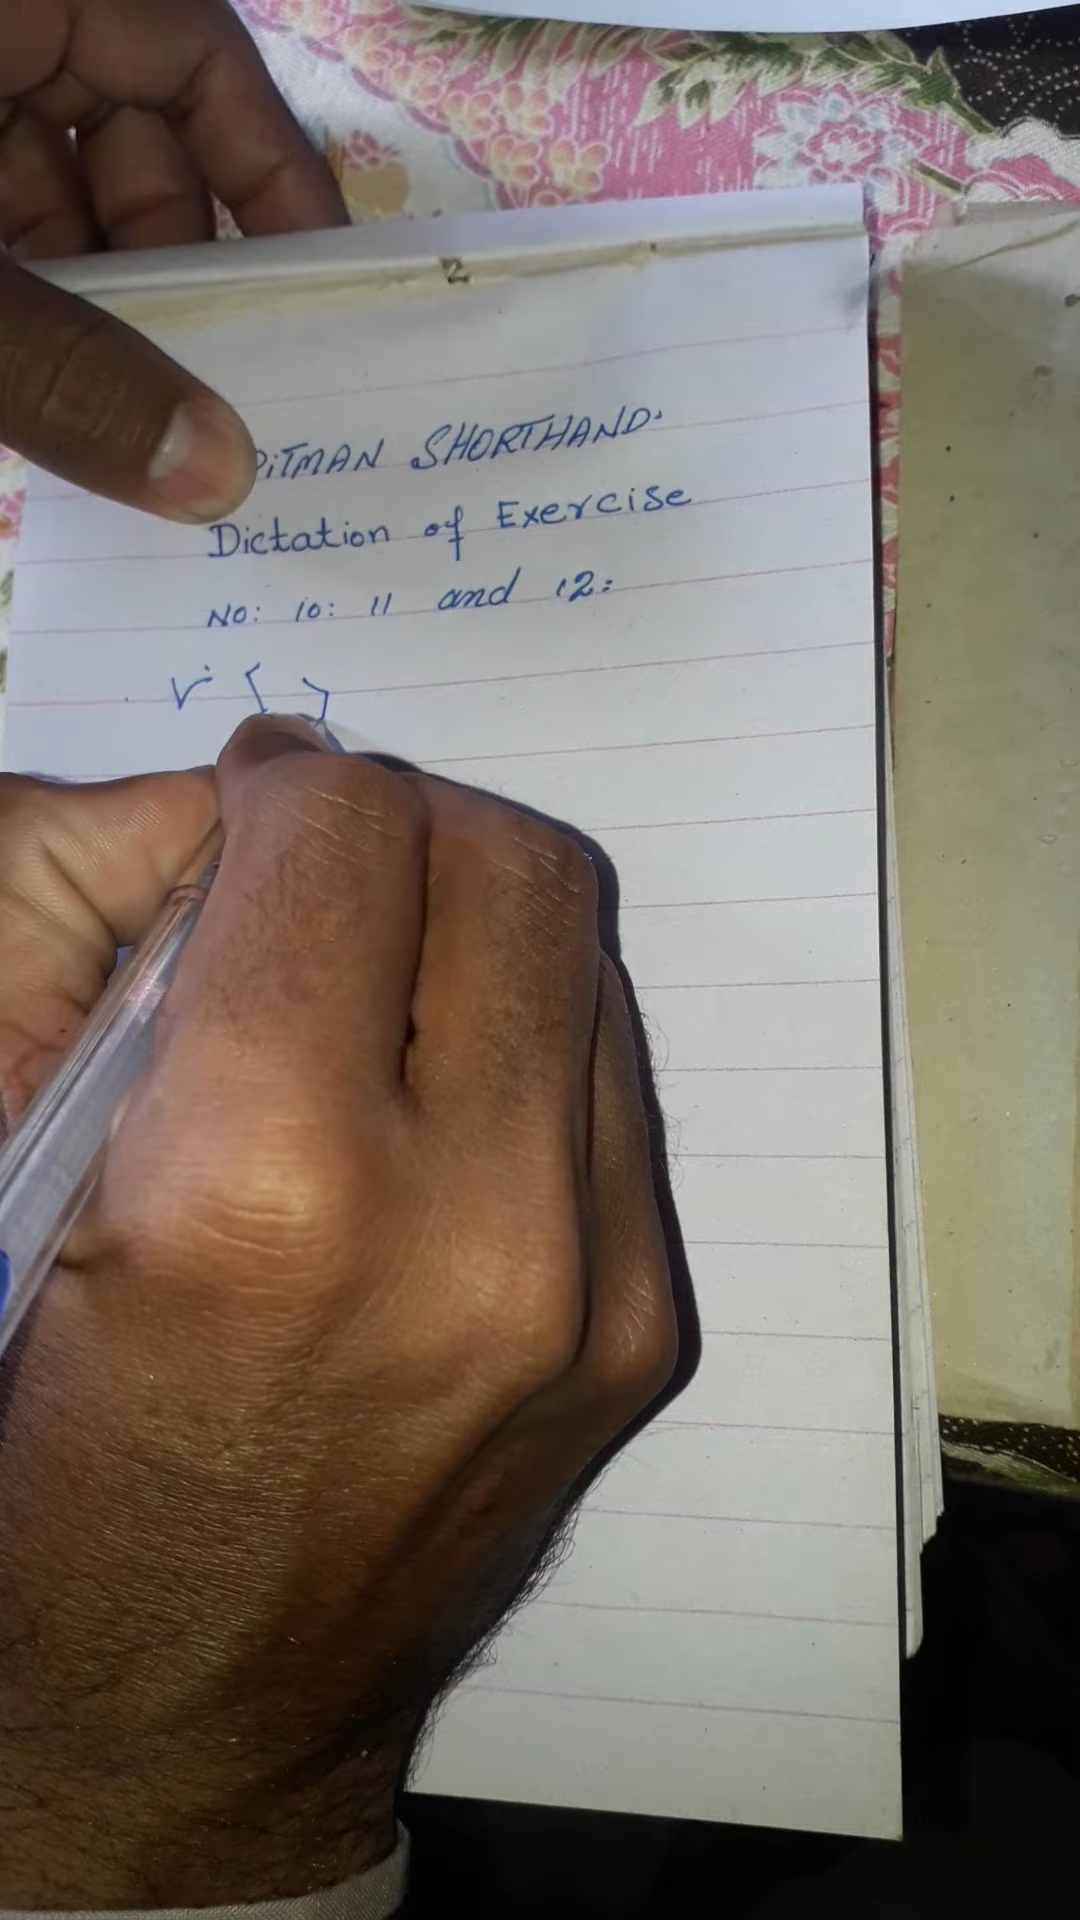 2
PITMAN SHORTHAND.
Dictation of Exercise
NO: 10: 11 and 12: